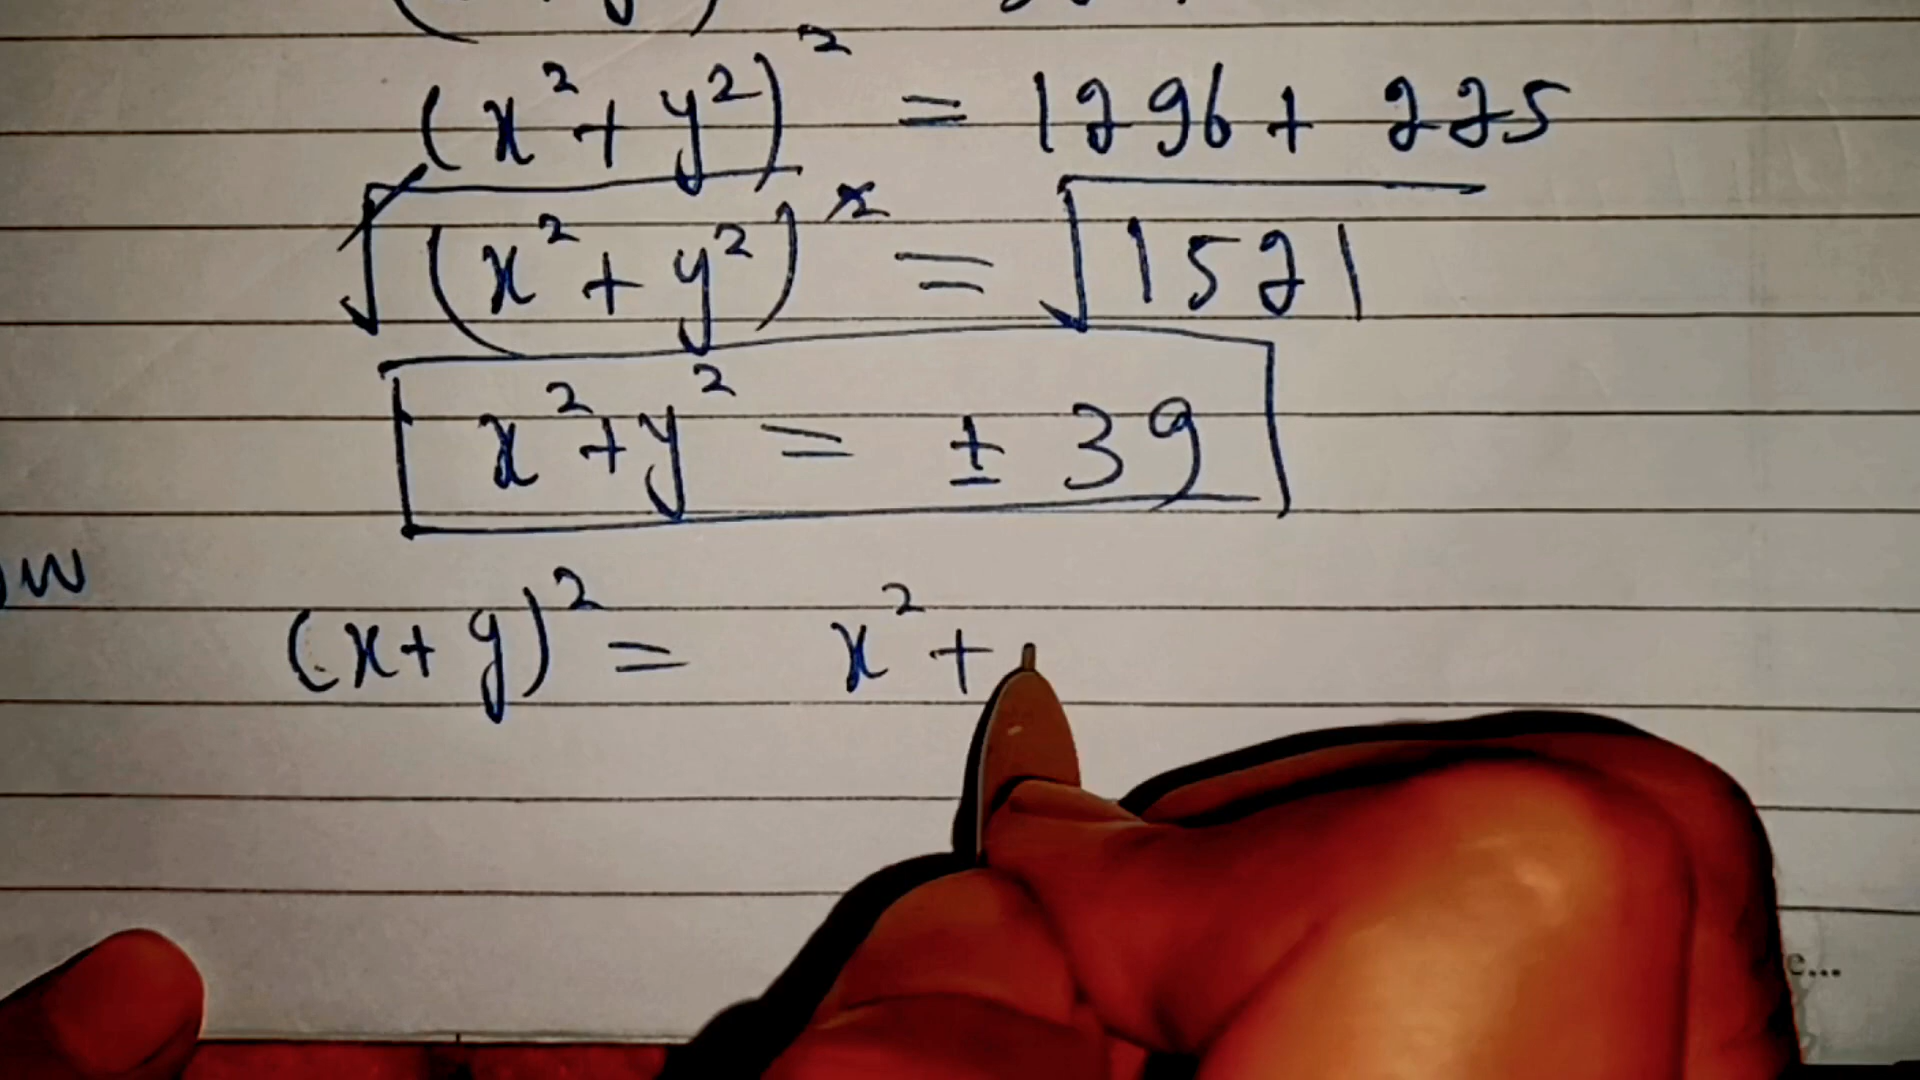 (x²+y²)² = 1296+ 225
√(x²+y²)² = √1521
x²+y² = ± 39
(x+y)² = x²+